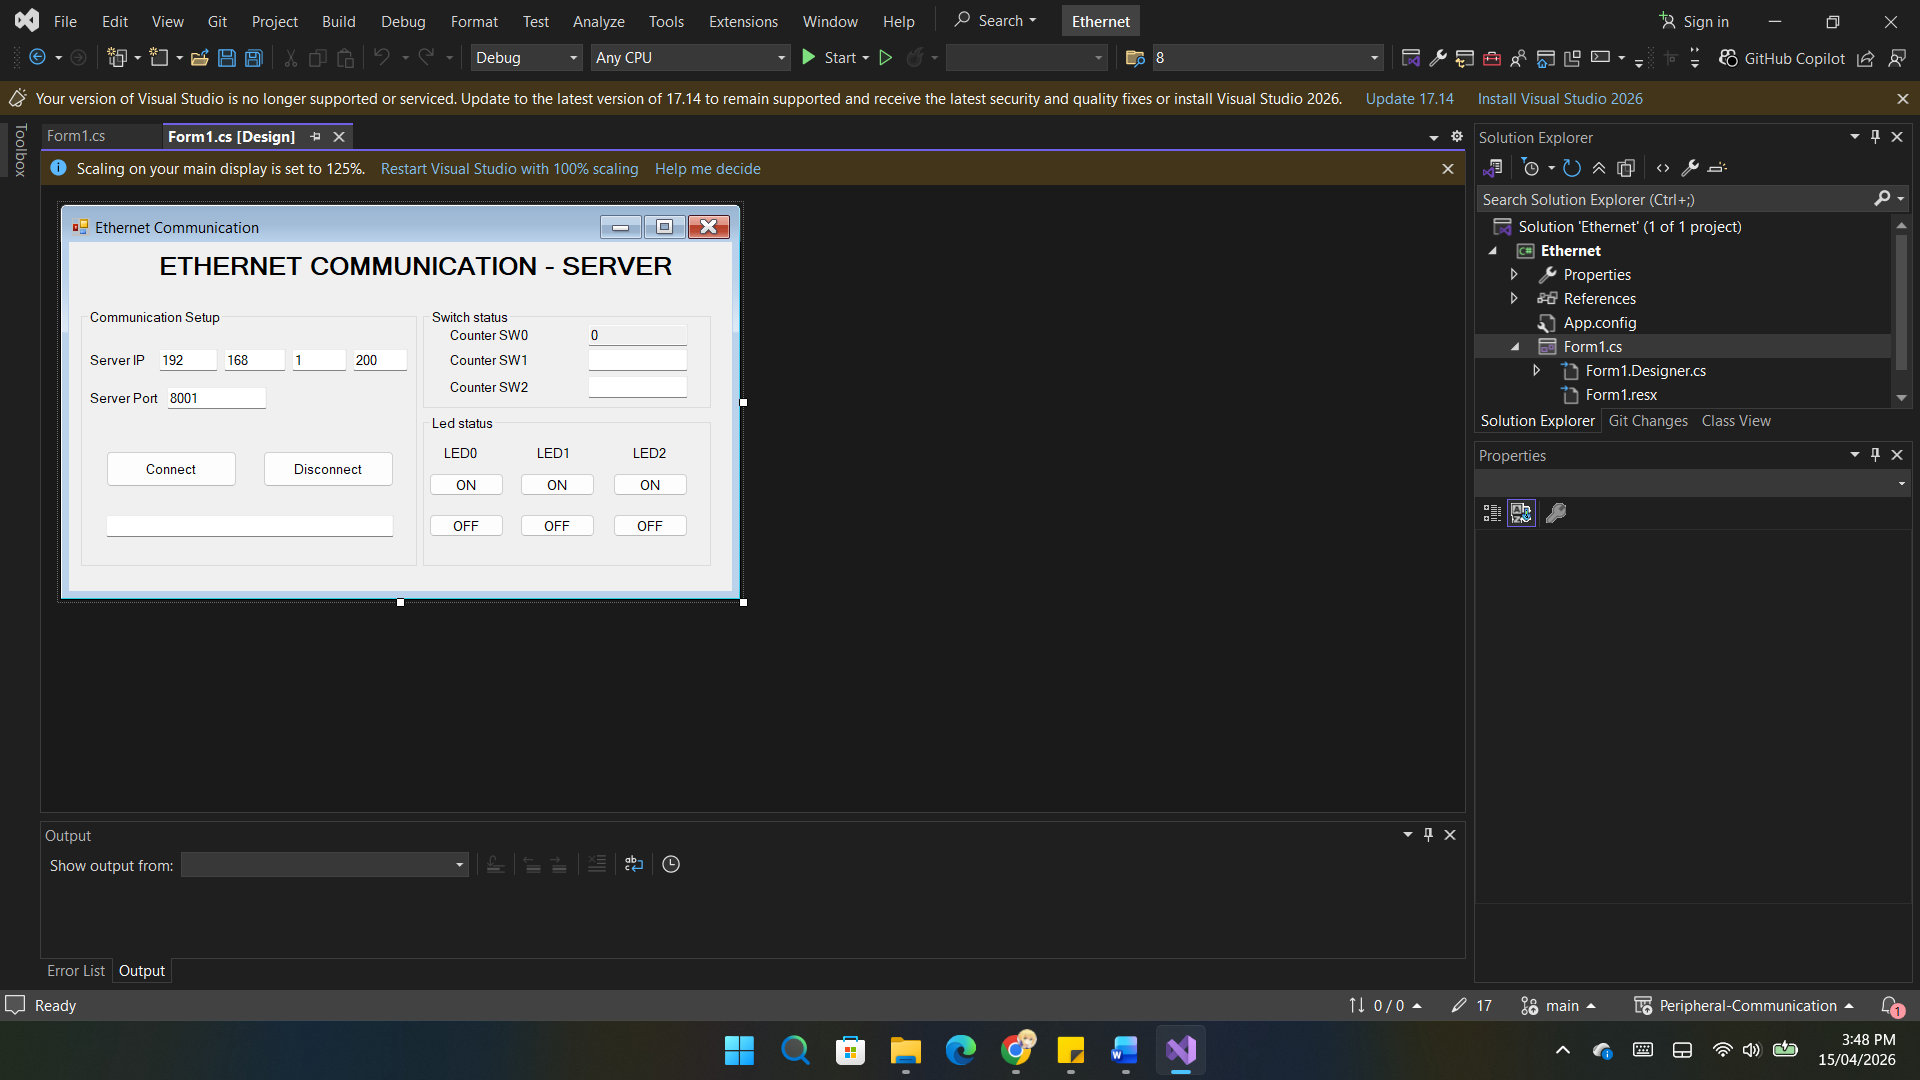 File Edit View Git Project Build Debug Format Test Analyze Tools Extensions Window Help Search Ethernet Sign in
Debug Any CPU Start 8 GitHub Copilot
Your version of Visual Studio is no longer supported or serviced. Update to the latest version of 17.14 to remain supported and receive the latest security and quality fixes or install Visual Studio 2026. Update 17.14 Install Visual Studio 2026
Toolbox
Form1.cs Form1.cs [Design]
Scaling on your main display is set to 125%. Restart Visual Studio with 100% scaling Help me decide
Ethernet Communication
ETHERNET COMMUNICATION - SERVER
Communication Setup
Server IP 192 168 1 200
Server Port 8001
Connect Disconnect
Switch status
Counter SW0 0
Counter SW1
Counter SW2
Led status
LED0 LED1 LED2
ON ON ON
OFF OFF OFF
Solution Explorer
Search Solution Explorer (Ctrl+;)
Solution 'Ethernet' (1 of 1 project)
C# Ethernet
Properties
References
App.config
Form1.cs
Form1.Designer.cs
Form1.resx
Solution Explorer Git Changes Class View
Properties
Output
Show output from:
Error List Output
Ready 0 / 0 17 main Peripheral-Communication 1
3:48 PM
15/04/2026